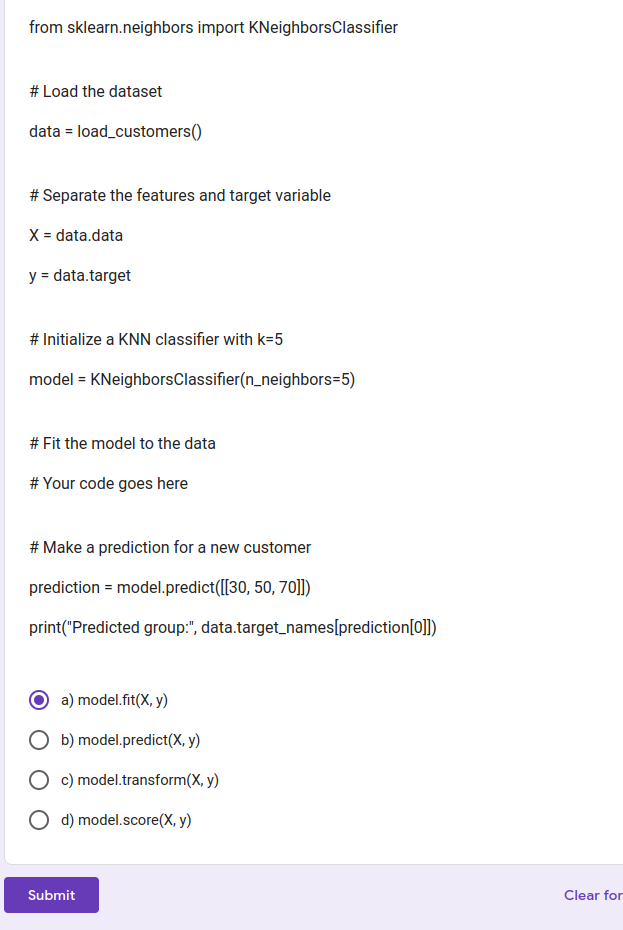 from sklearn.neighbors import KNeighborsClassifier
# Load the dataset
data = load_customers()
# Separate the features and target variable
X = data.data
y = data.target
# Initialize a KNN classifier with k=5
model = KNeighborsClassifier(n_neighbors=5)
# Fit the model to the data
# Your code goes here
# Make a prediction for a new customer
prediction = model.predict([[30, 50, 70]])
print("Predicted group:", data.target_names[prediction[0]])
a) model.fit(X, y)
b) model.predict(X, y)
c) model.transform(X, y)
d) model.score(X, y)
Submit
Clear for